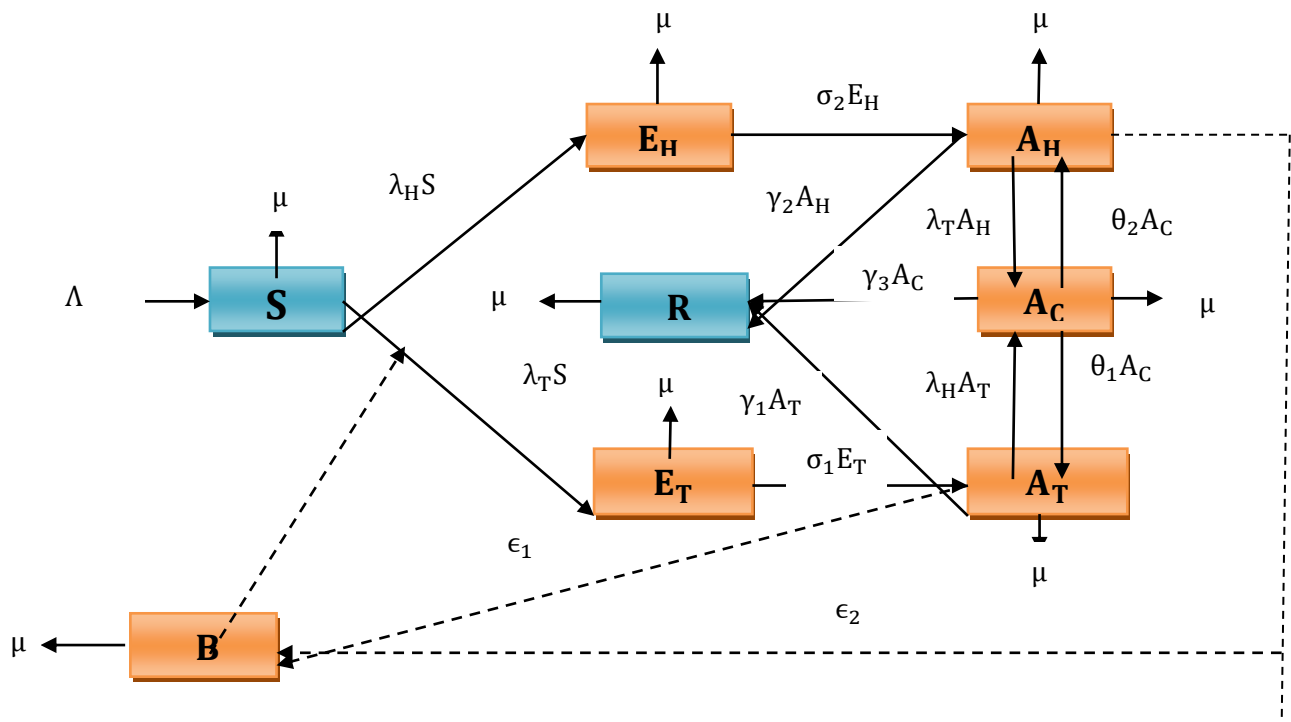 μ
μ
μ
σ₂E_H
E_H
A_H
λ_HS
μ
γ₂A_H
λ_TA_H
θ₂A_C
Λ
S
μ
R
γ₃A_C
A_C
μ
λ_TS
μ
γ₁A_T
λ_HA_T
θ₁A_C
E_T
σ₁E_T
A_T
ϵ₁
μ
ϵ₂
μ
B